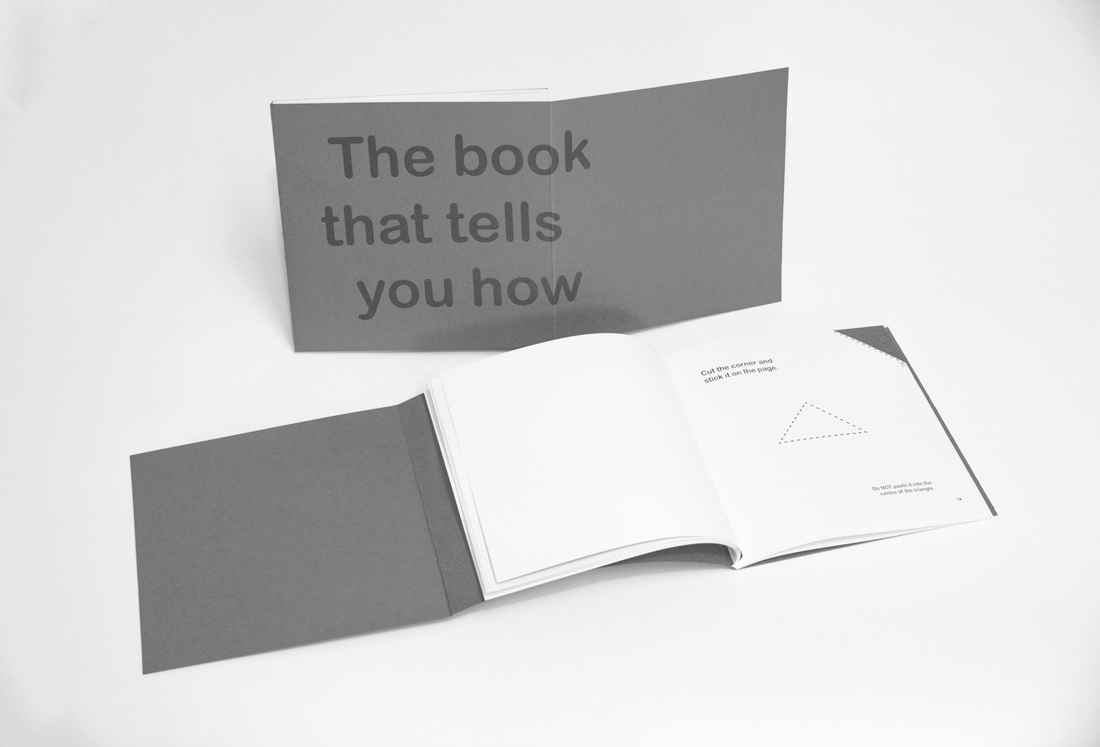 The book
that tells
you how
Cut the corner and
stick it on the page.
Do NOT paste it into the
centre of the triangle.